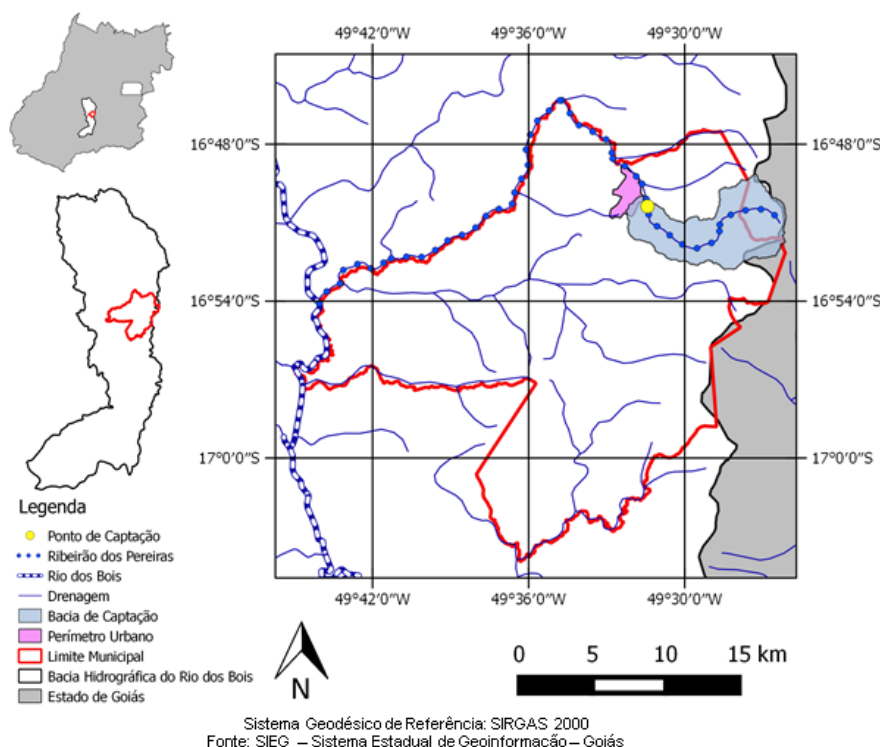 49°42'0"W 49°36'0"W 49°30'0"W
16°48'0"S 16°48'0"S
16°54'0"S 16°54'0"S
17°0'0"S 17°0'0"S
49°42'0"W 49°36'0"W 49°30'0"W
Legenda
Ponto de Captação
Ribeirão dos Pereiras
Rio dos Bois
Drenagem
Bacia de Captação
Perímetro Urbano
Limite Municipal
Bacia Hidrográfica do Rio dos Bois
Estado de Goiás
N
0 5 10 15 km
Sistema Geodésico de Referência: SIRGAS 2000
Fonte: SIEG – Sistema Estadual de Geoinformação – Goiás